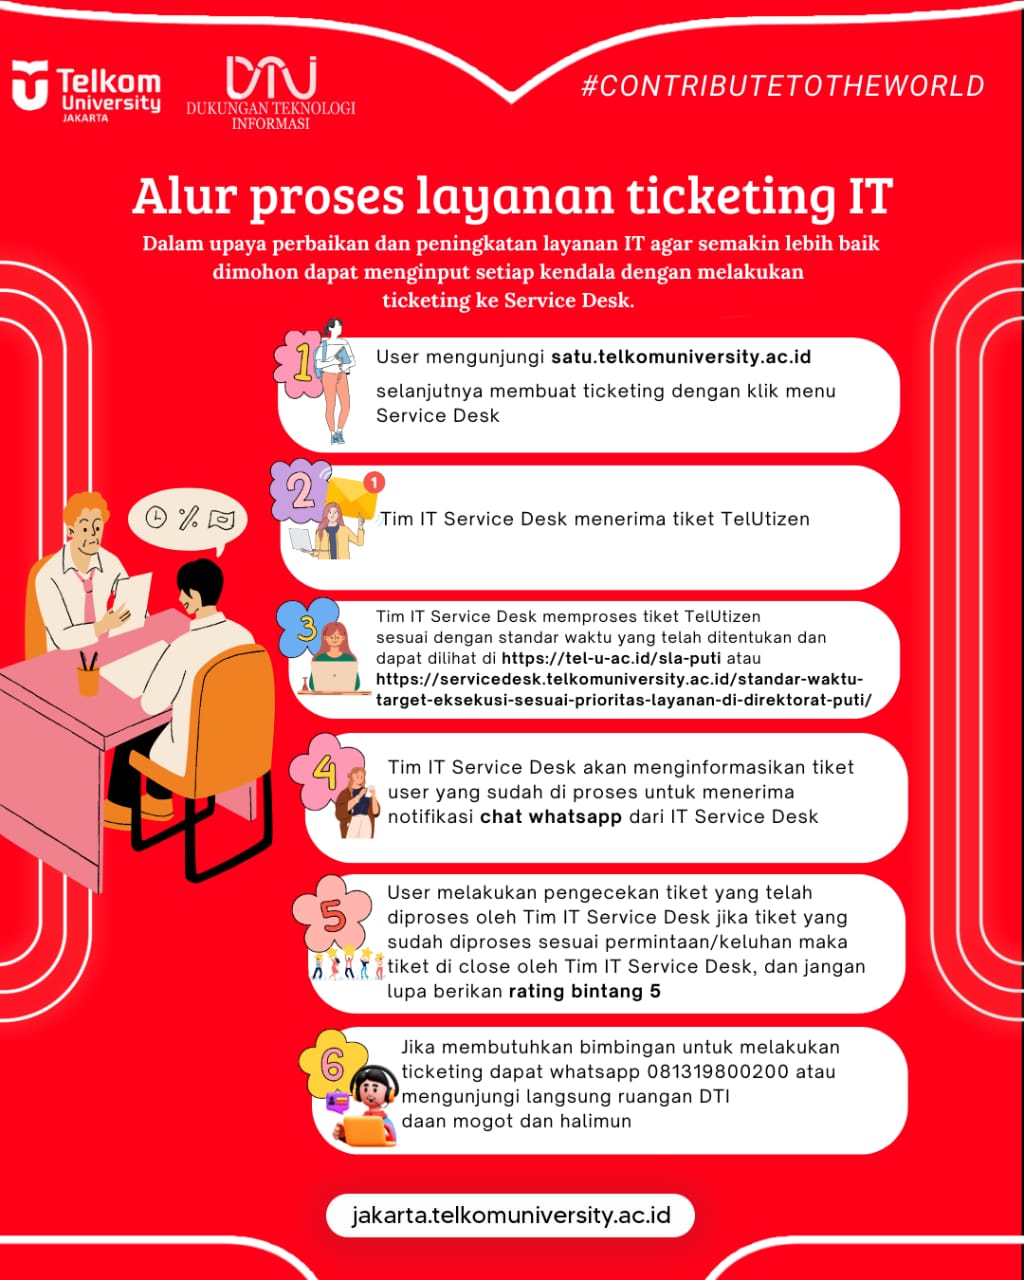 Telkom
University
JAKARTA
DTI
DUKUNGAN TEKNOLOGI
INFORMASI
#CONTRIBUTETOTHEWORLD
Alur proses layanan ticketing IT
Dalam upaya perbaikan dan peningkatan layanan IT agar semakin lebih baik
dimohon dapat menginput setiap kendala dengan melakukan
ticketing ke Service Desk.
1
User mengunjungi satu.telkomuniversity.ac.id
selanjutnya membuat ticketing dengan klik menu
Service Desk
2
1
Tim IT Service Desk menerima tiket TelUtizen
3
Tim IT Service Desk memproses tiket TelUtizen
sesuai dengan standar waktu yang telah ditentukan dan
dapat dilihat di https://tel-u-ac.id/sla-puti atau
https://servicedesk.telkomuniversity.ac.id/standar-waktu-
target-eksekusi-sesuai-prioritas-layanan-di-direktorat-puti/
4
Tim IT Service Desk akan menginformasikan tiket
user yang sudah di proses untuk menerima
notifikasi chat whatsapp dari IT Service Desk
5
User melakukan pengecekan tiket yang telah
diproses oleh Tim IT Service Desk jika tiket yang
sudah diproses sesuai permintaan/keluhan maka
tiket di close oleh Tim IT Service Desk, dan jangan
lupa berikan rating bintang 5
6
Jika membutuhkan bimbingan untuk melakukan
ticketing dapat whatsapp 081319800200 atau
mengunjungi langsung ruangan DTI
daan mogot dan halimun
jakarta.telkomuniversity.ac.id